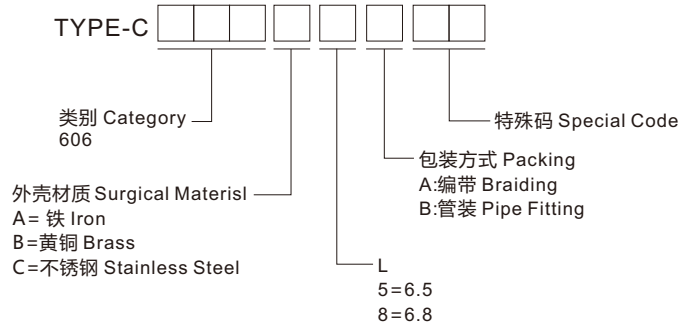 TYPE-C
类别 Category
606
特殊码 Special Code
包装方式 Packing
A:编带 Braiding
B:管装 Pipe Fitting
外壳材质 Surgical Materisl
A= 铁 Iron
B=黄铜 Brass
C=不锈钢 Stainless Steel
L
5=6.5
8=6.8